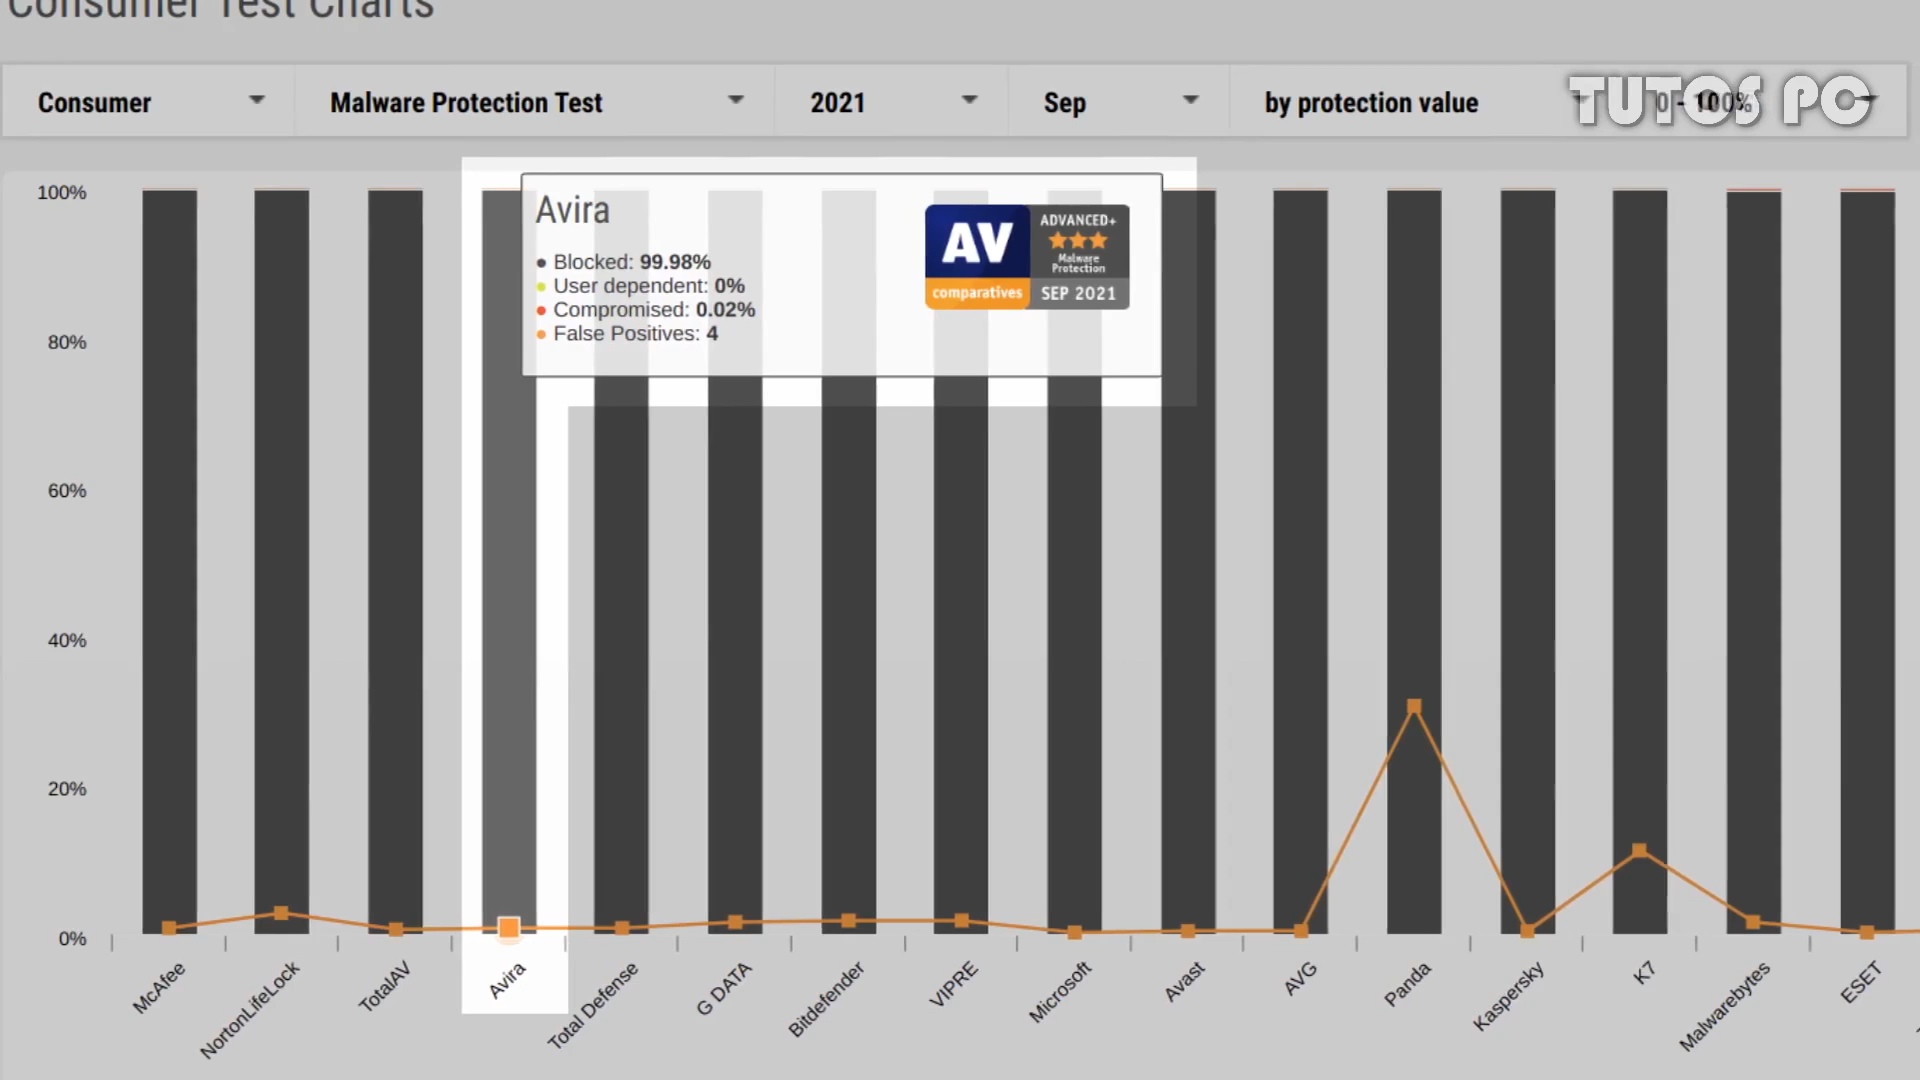 Consumer Test Charts
Consumer
Malware Protection Test
2021
Sep
by protection value
0 - 100%
TUTOS PC
100%
80%
60%
40%
20%
0%
Avira
Blocked: 99.98%
User dependent: 0%
Compromised: 0.02%
False Positives: 4
AV
comparatives
ADVANCED+
Malware
Protection
SEP 2021
McAfee
NortonLifeLock
TotalAV
Avira
Total Defense
G DATA
Bitdefender
VIPRE
Microsoft
Avast
AVG
Panda
Kaspersky
K7
Malwarebytes
ESET